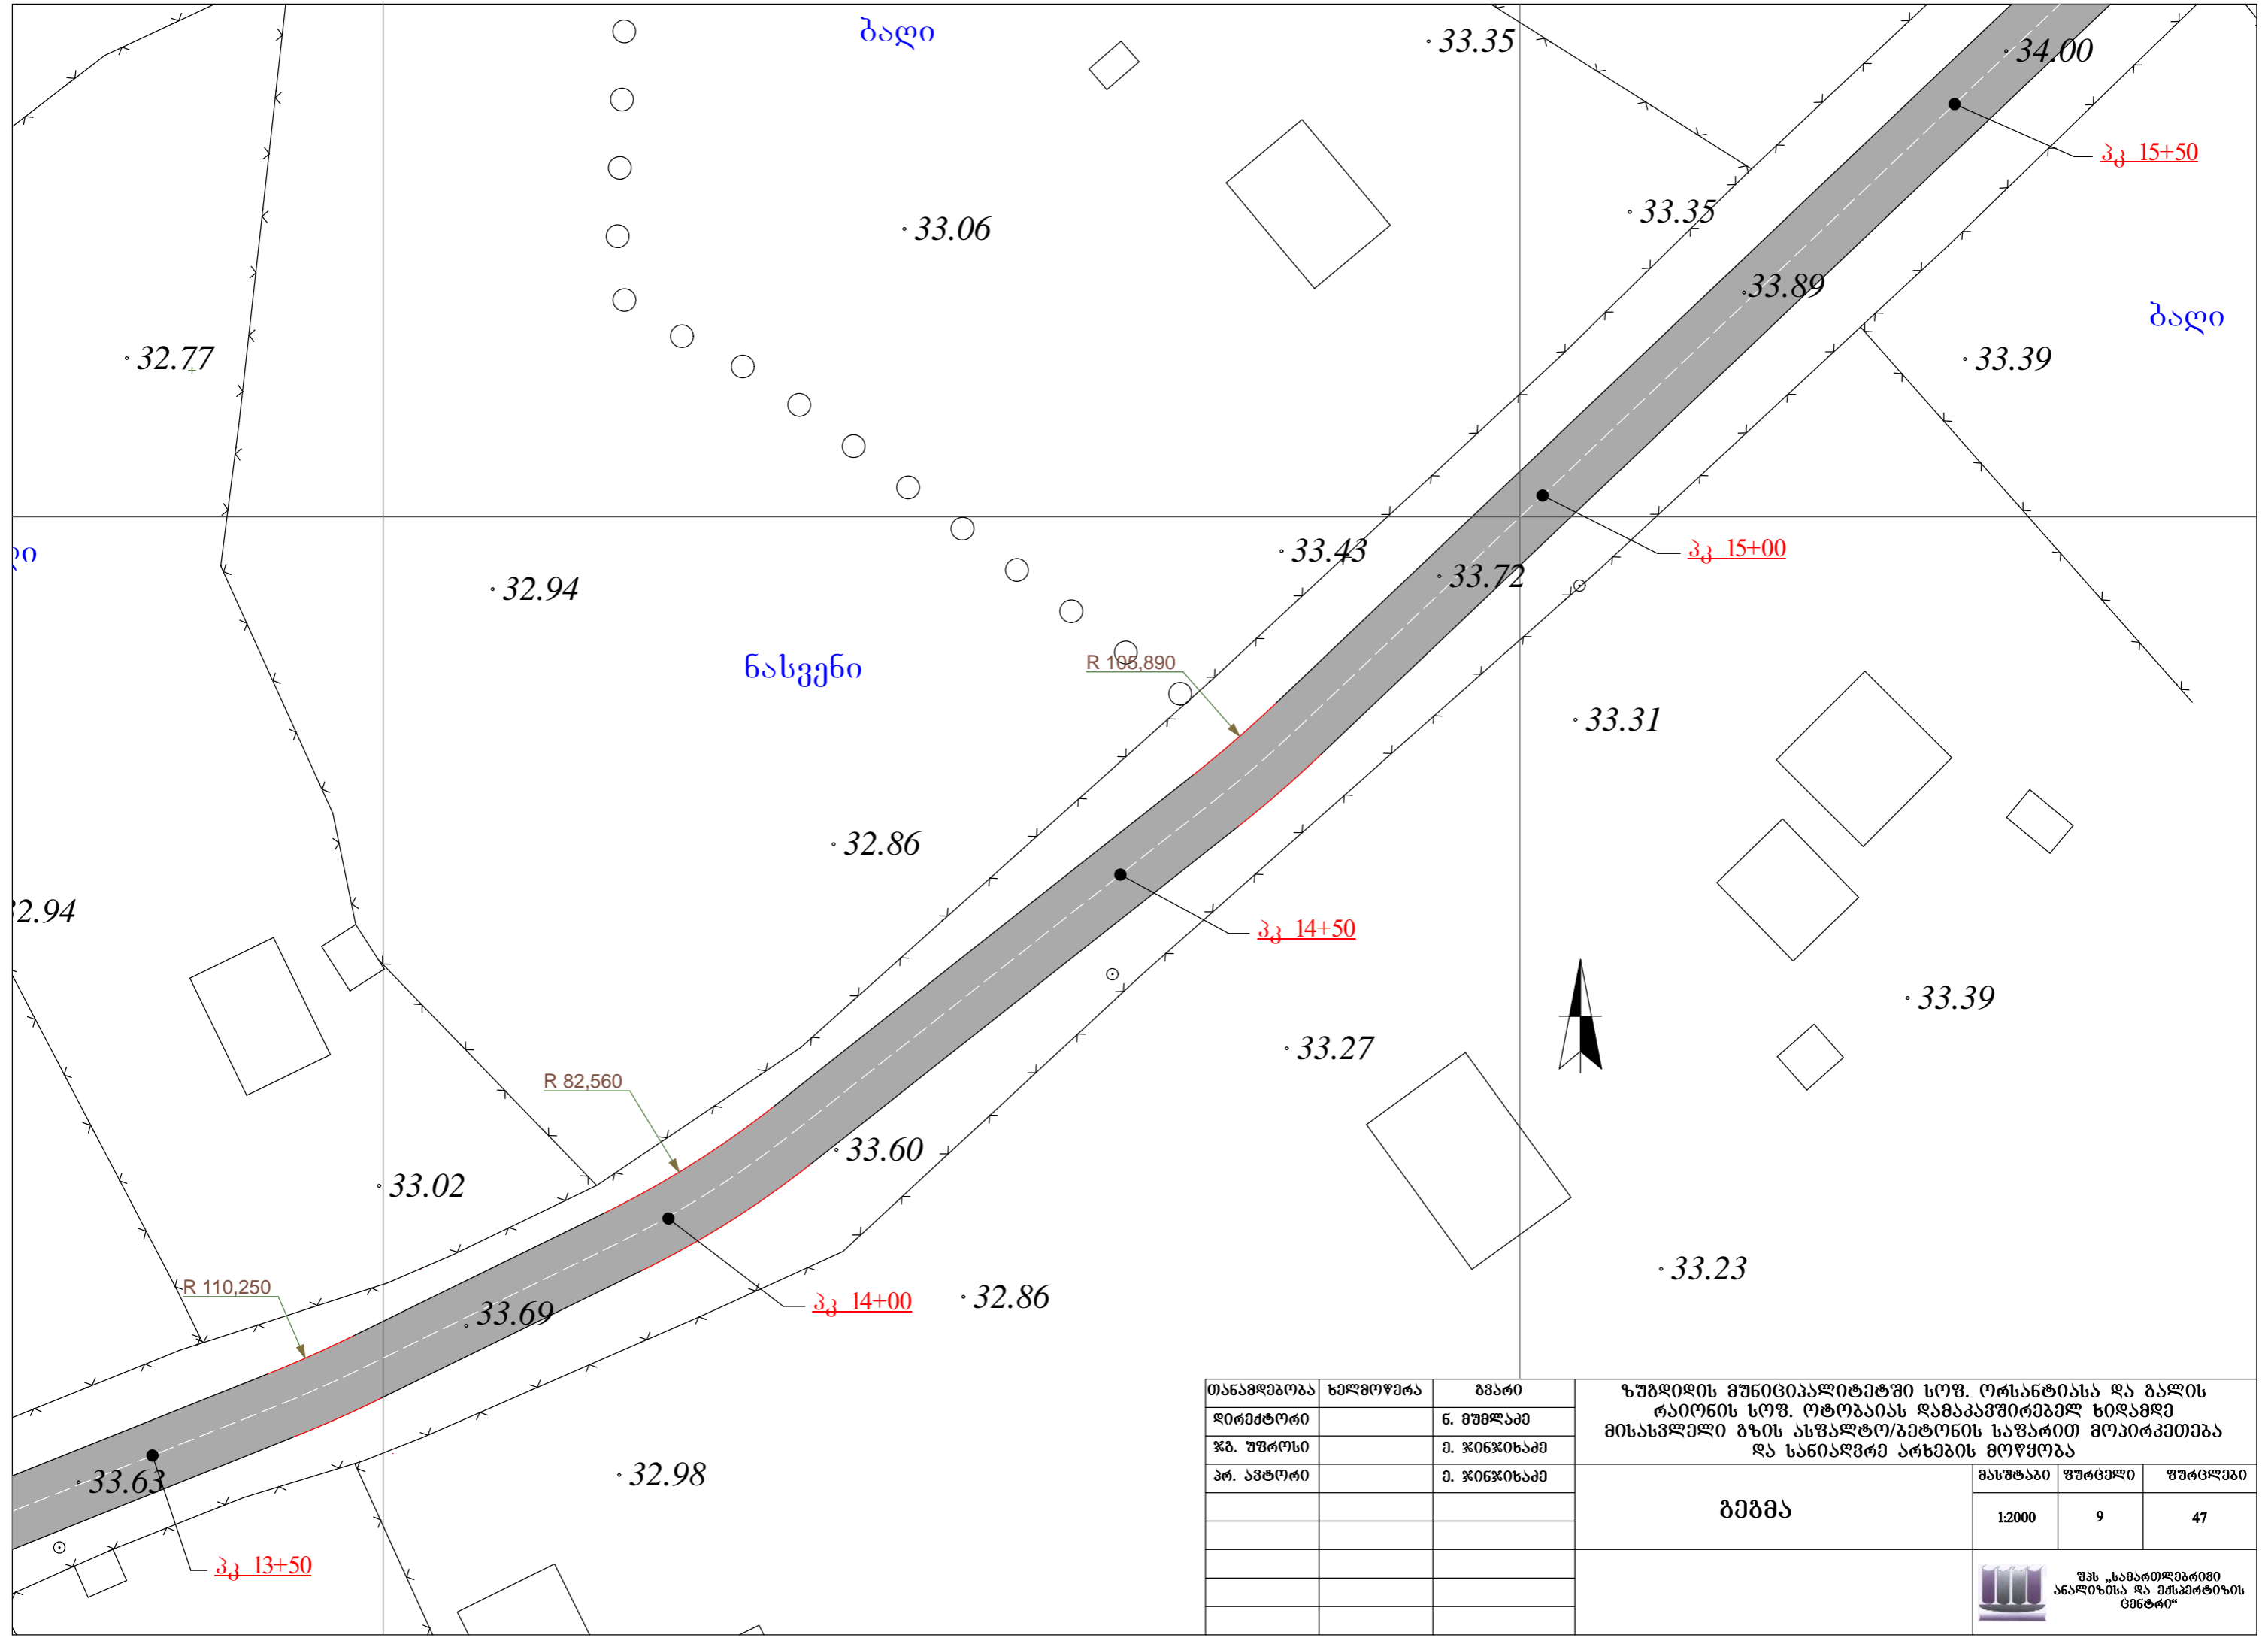 ბაღი
33.35
34.00
პკ 15+50
33.06
33.35
33.89
ბაღი
32.77
33.39
33.43
პკ 15+00
33.72
32.94
ნასვენი
R 105,890
33.31
32.86
2.94
პკ 14+50
33.39
33.27
R 82,560
33.60
33.02
33.23
R 110,250
33.69
პკ 14+00
32.86
33.63
32.98
პკ 13+50
თანამდებობა ხელმოწერა გვარი
დირექტორი ნ. მუმლაძე
ჯგ. უფროსი ე. ჯინჯიხაძე
პრ. ავტორი ე. ჯინჯიხაძე
ზუგდიდის მუნიციპალიტეტში სოფ. ორსანტიასა და გალის
რაიონის სოფ. ოტობაიას დამაკავშირებელ ხიდამდე
მისასვლელი გზის ასფალტო/ბეტონის საფარით მოპირკეთება
და სანიაღვრე არხების მოწყობა
გეგმა
მასშტაბი ფურცელი ფურცლები
1:2000 9 47
შპს „სამართლებრივი
ანალიზისა და ექსპერტიზის
ცენტრი“